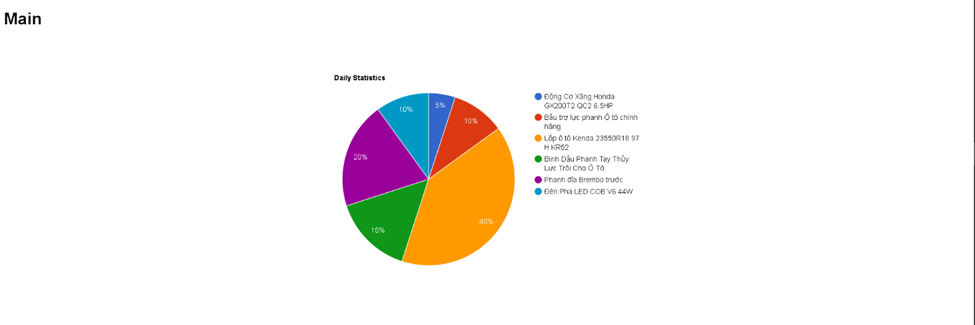 Main
Daily Statistics
5%
10%
40%
15%
20%
10%
Động Cơ Xăng Honda
GX200T2 QC2 6.5HP
Bầu trợ lực phanh Ô tô chính
hãng
Lốp ô tô Kenda 23550R18 97
H KR52
Bình Dầu Phanh Tay Thủy
Lực Trôi Cho Ô Tô
Phanh đĩa Brembo trước
Đèn Pha LED COB V6 44W